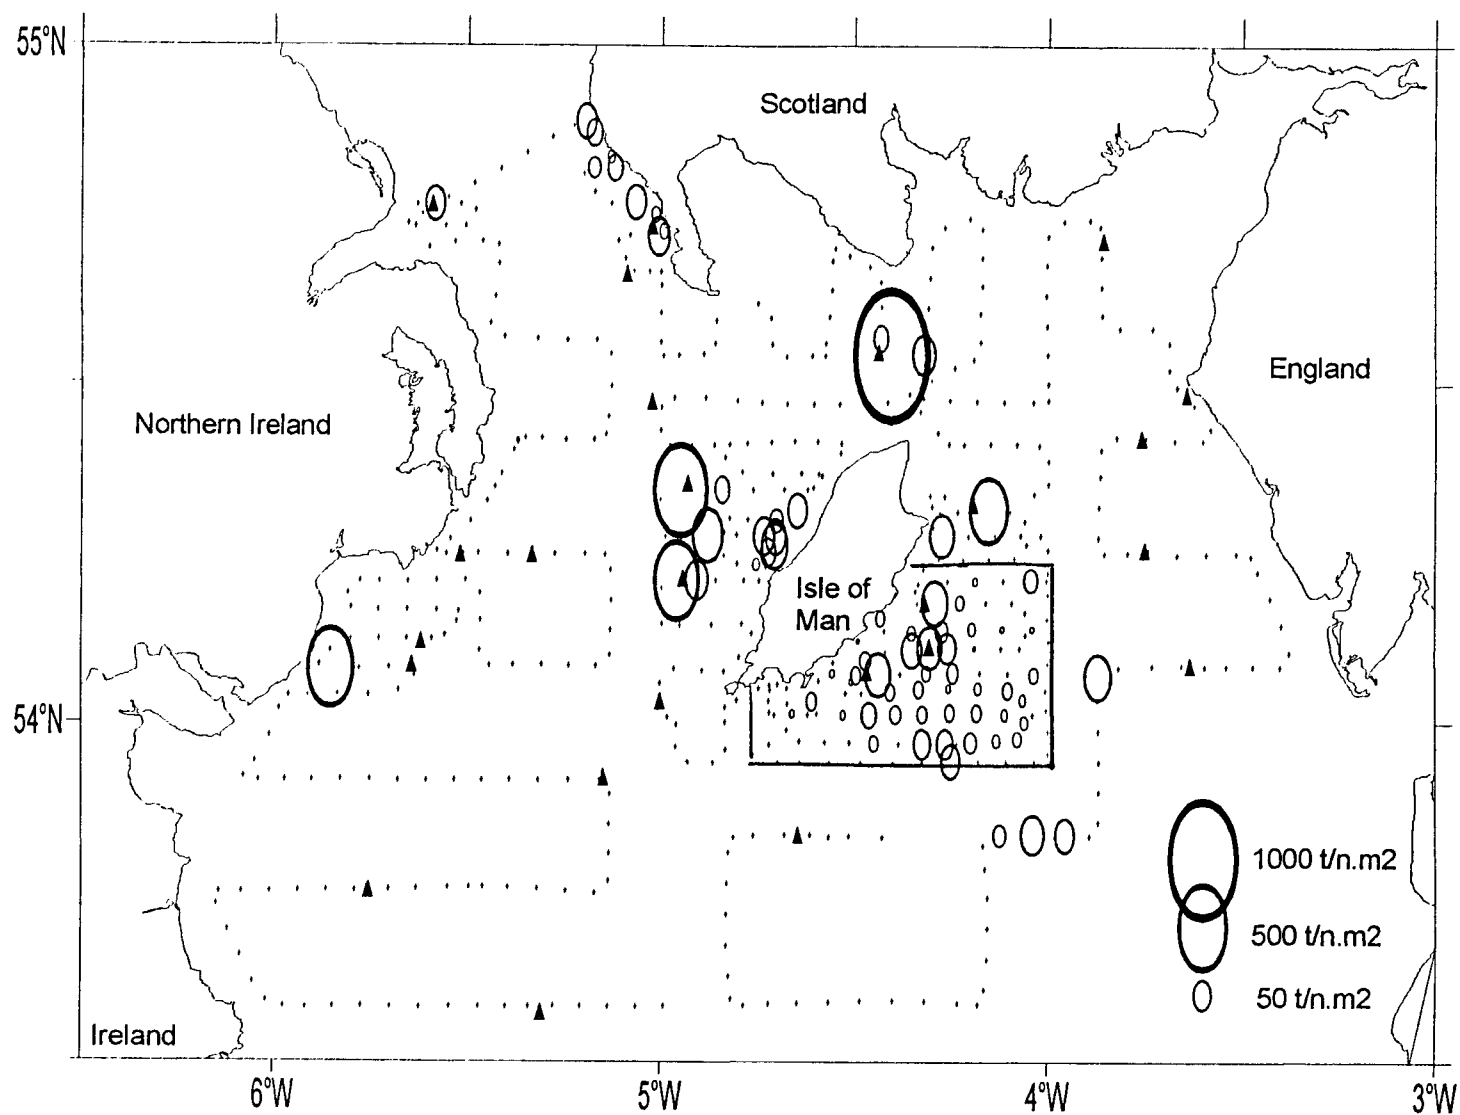 55°N
Scotland
England
Northern Ireland
Isle of
Man
54°N
1000 t/n.m2
500 t/n.m2
50 t/n.m2
Ireland
6°W
5°W
4°W
3°W